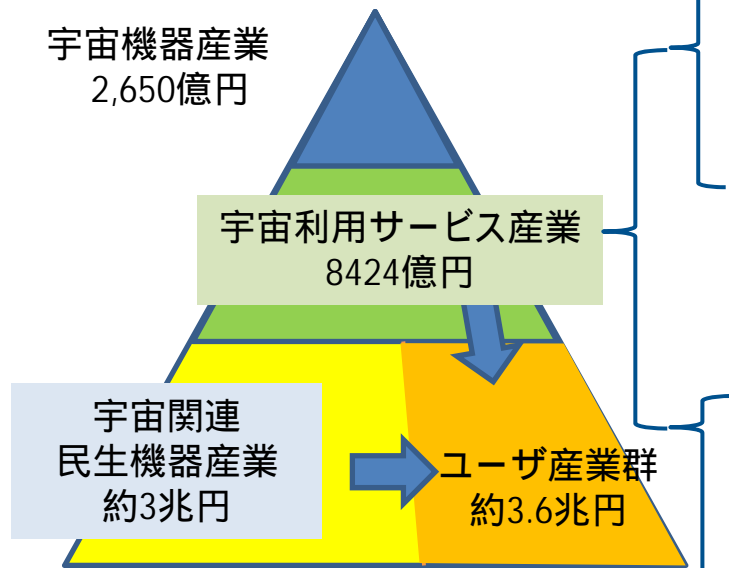 宇宙機器産業
2,650億円
宇宙利用サービス産業
8424億円
宇宙関連
民生機器産業
約3兆円
ユーザ産業群
約3.6兆円